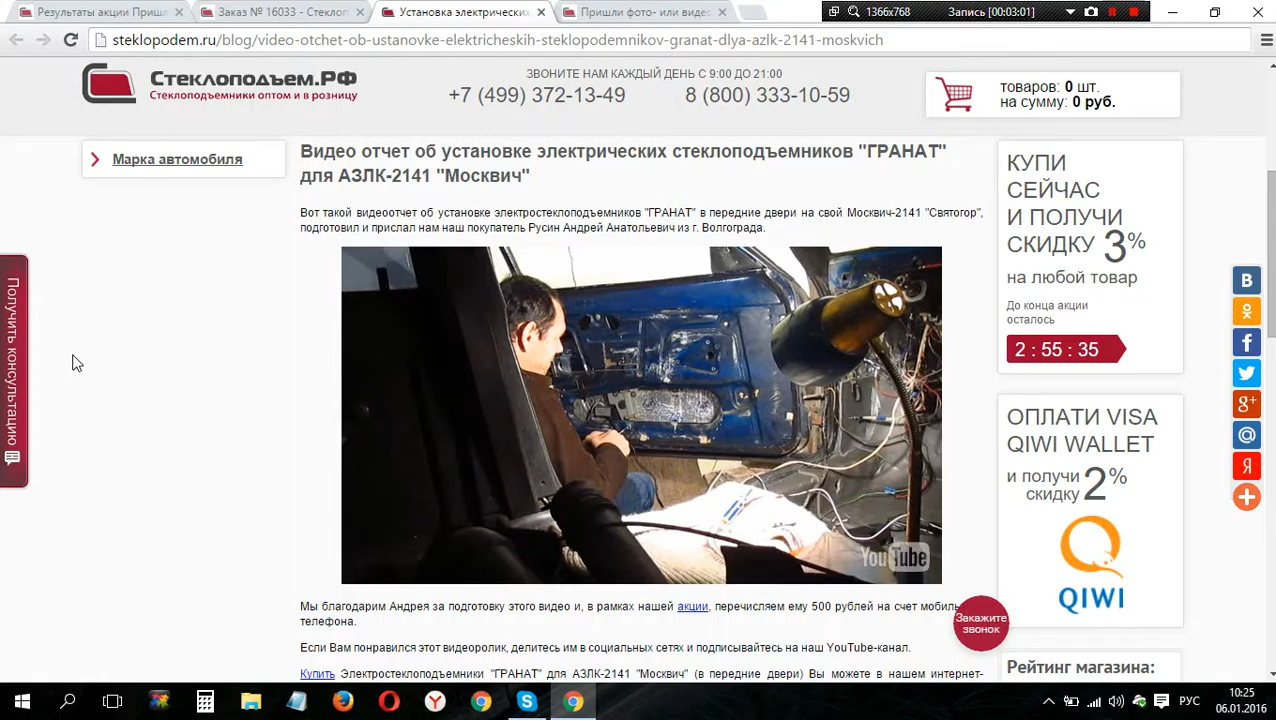 Результаты акции Пришл
Заказ № 16033 - Стеклоп
Установка электрических
Пришли фото- или видео
1366x768
Запись [00:03:01]
steklopodem.ru/blog/video-otchet-ob-ustanovke-elektricheskih-steklopodemnikov-granat-dlya-azlk-2141-moskvich
Стеклоподъем.РФ
Стеклоподъемники оптом и в розницу
ЗВОНИТЕ НАМ КАЖДЫЙ ДЕНЬ С 9:00 ДО 21:00
+7 (499) 372-13-49 8 (800) 333-10-59
товаров: 0 шт.
на сумму: 0 руб.
Марка автомобиля
Видео отчет об установке электрических стеклоподъемников "ГРАНАТ"
для АЗЛК-2141 "Москвич"
Вот такой видеоотчет об установке электростеклоподъемников "ГРАНАТ" в передние двери на свой Москвич-2141 "Святогор",
подготовил и прислал нам наш покупатель Русин Андрей Анатольевич из г. Волгограда.
YouTube
Мы благодарим Андрея за подготовку этого видео и, в рамках нашей акции, перечисляем ему 500 рублей на счет мобиль
телефона.
Если Вам понравился этот видеоролик, делитесь им в социальных сетях и подписывайтесь на наш YouTube-канал.
Купить Электростеклоподъемники "ГРАНАТ" для АЗЛК-2141 "Москвич" (в передние двери) Вы можете в нашем интернет-
КУПИ
СЕЙЧАС
И ПОЛУЧИ
СКИДКУ 3%
на любой товар
До конца акции
осталось
2 : 55 : 35
ОПЛАТИ VISA
QIWI WALLET
и получи
скидку 2%
QIWI
Закажите
звонок
Рейтинг магазина:
Получить консультацию
РУС
10:25
06.01.2016